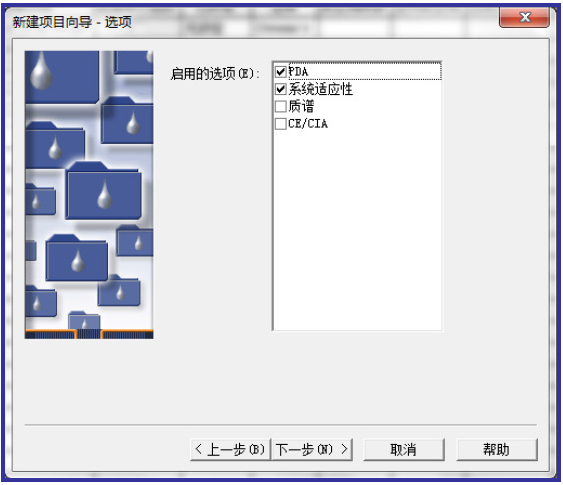 新建项目向导 - 选项
启用的选项(E):
PDA
系统适应性
质谱
CE/CIA
< 上一步(B)
下一步(N) >
取消
帮助